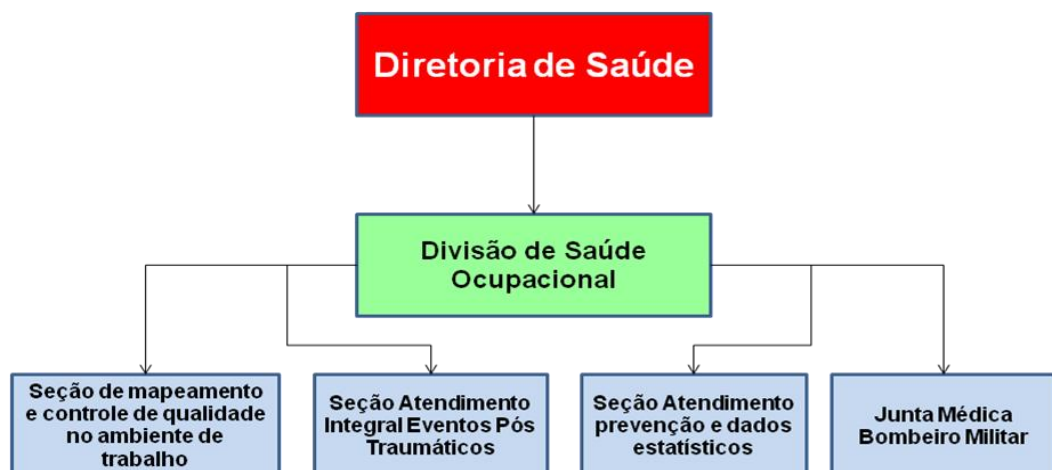 Diretoria de Saúde
Divisão de Saúde
Ocupacional
Seção de mapeamento
e controle de qualidade
no ambiente de
trabalho
Seção Atendimento
Integral Eventos Pós
Traumáticos
Seção Atendimento
prevenção e dados
estatísticos
Junta Médica
Bombeiro Militar